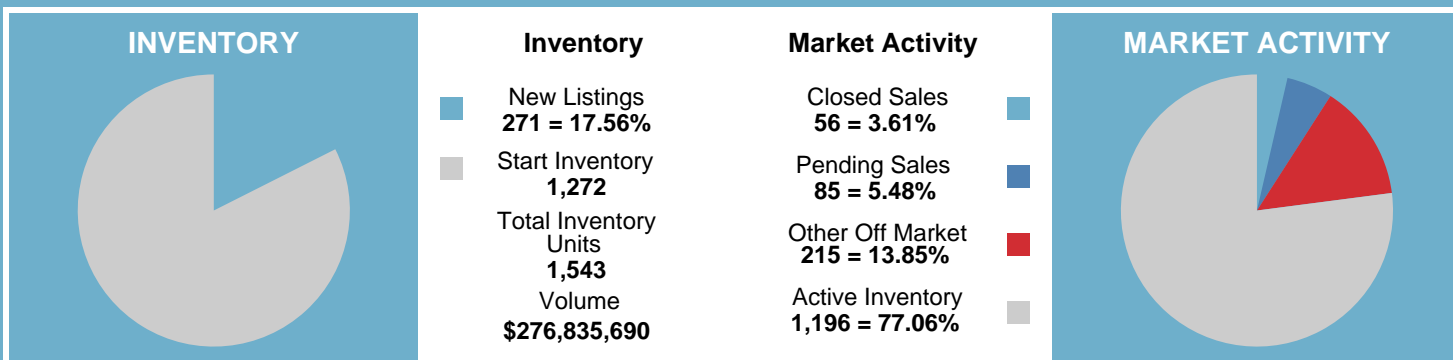 INVENTORY
Inventory
New Listings
271 = 17.56%
Start Inventory
1,272
Total Inventory
Units
1,543
Volume
$276,835,690
Market Activity
Closed Sales
56 = 3.61%
Pending Sales
85 = 5.48%
Other Off Market
215 = 13.85%
Active Inventory
1,196 = 77.06%
MARKET ACTIVITY